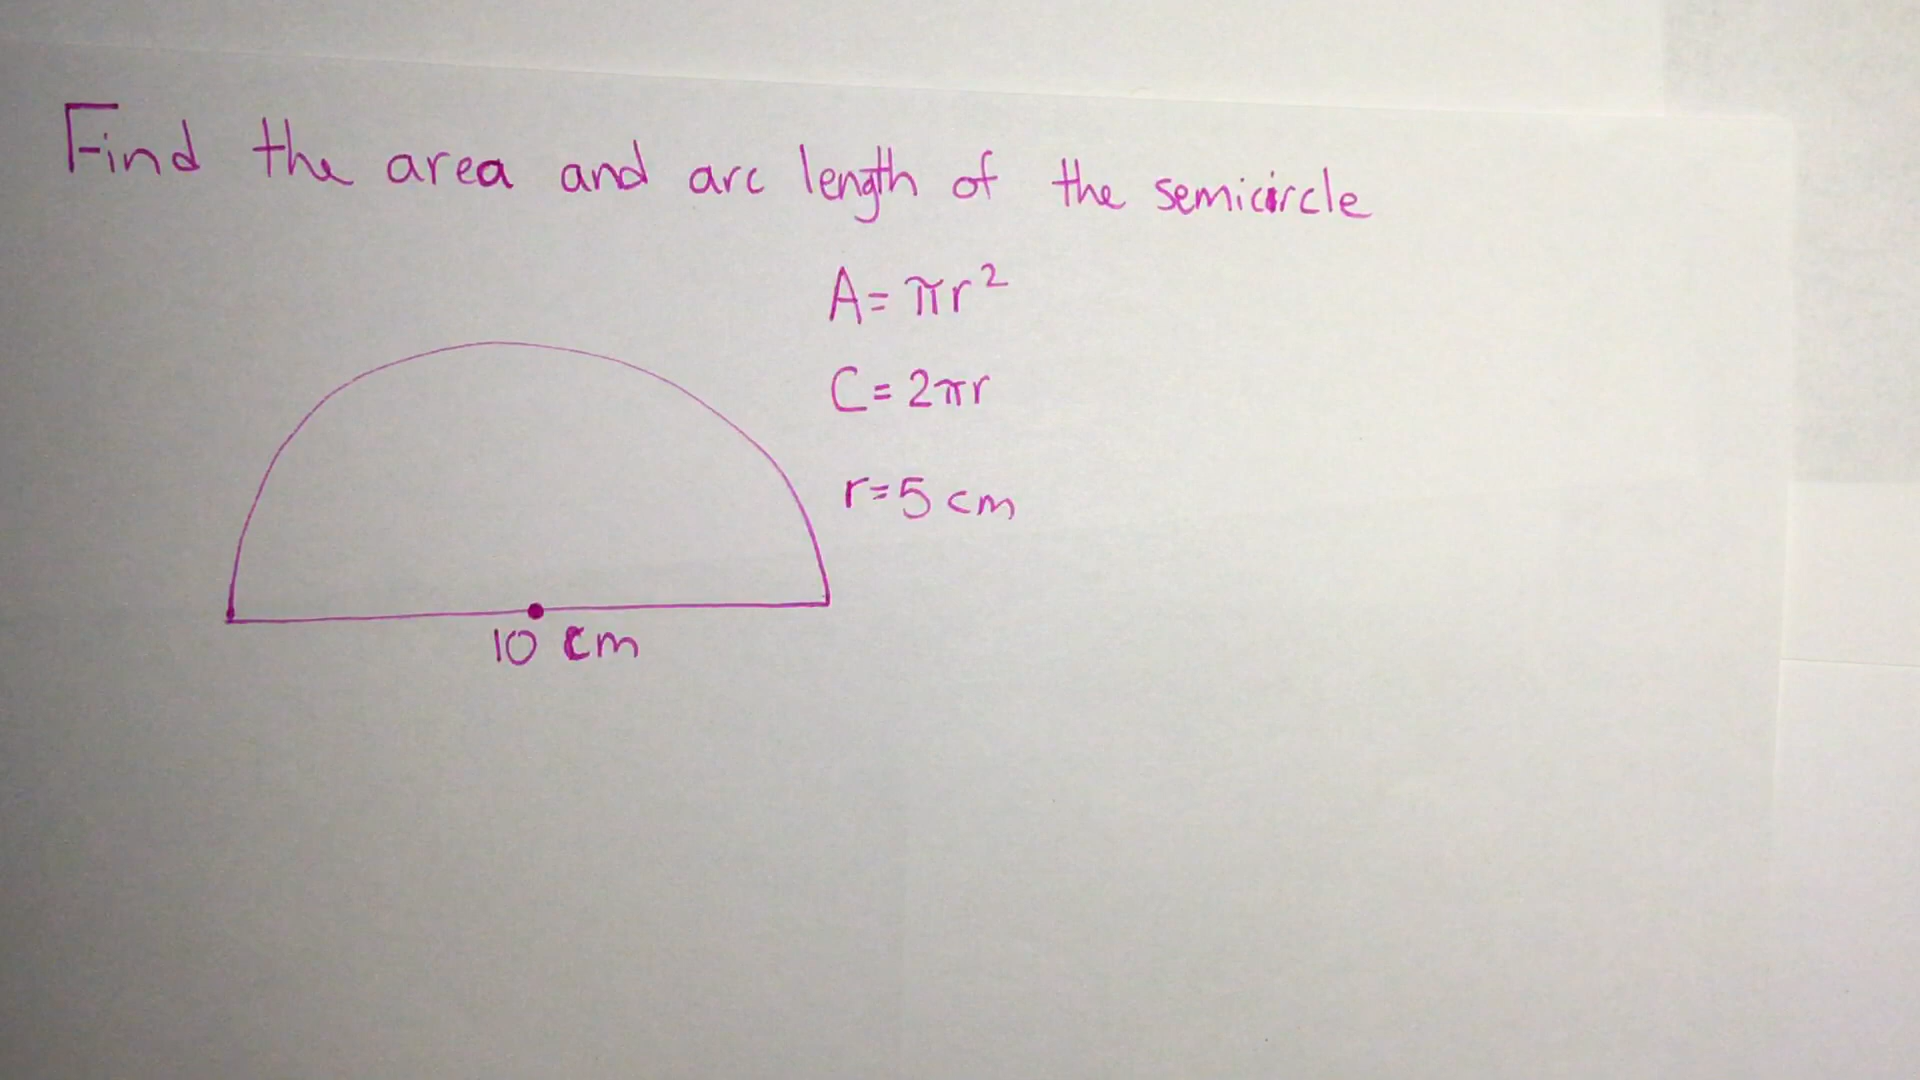 Find the area and arc length of the semicircle
A = πr²
C = 2πr
r = 5 cm
10 cm